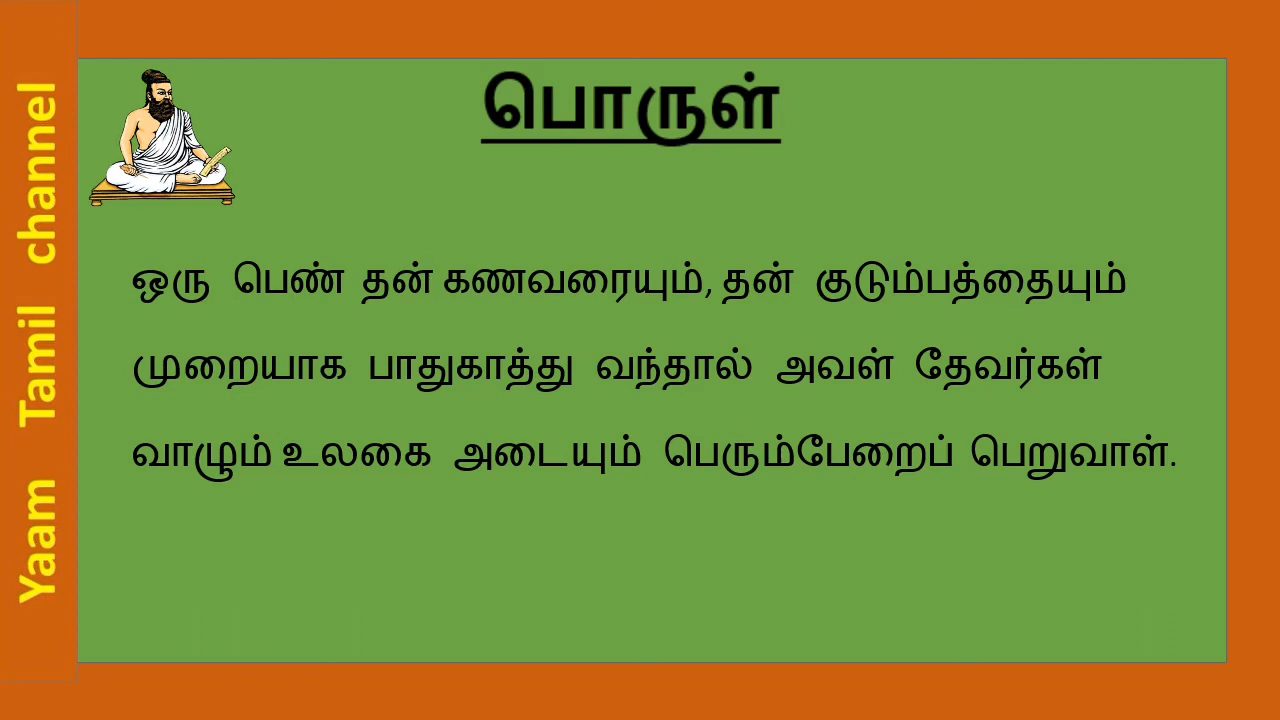 Yaam Tamil channel
பொருள்
ஒரு பெண் தன் கணவரையும், தன் குடும்பத்தையும்
முறையாக பாதுகாத்து வந்தால் அவள் தேவர்கள்
வாழும் உலகை அடையும் பெரும்பேறைப் பெறுவாள்.